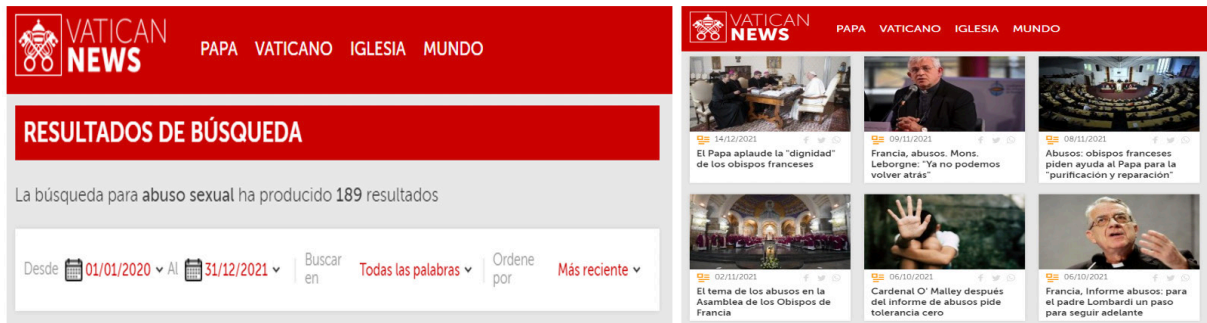 VATICAN
NEWS
PAPA VATICANO IGLESIA MUNDO
RESULTADOS DE BÚSQUEDA
La búsqueda para abuso sexual ha producido 189 resultados
Desde 01/01/2020 Al 31/12/2021 Buscar en Todas las palabras Ordene por Más reciente
VATICAN
NEWS
PAPA VATICANO IGLESIA MUNDO
14/12/2021
El Papa aplaude la "dignidad"
de los obispos franceses
09/11/2021
Francia, abusos. Mons.
Leborgne: "Ya no podemos
volver atrás"
08/11/2021
Abusos: obispos franceses
piden ayuda al Papa para la
"purificación y reparación"
02/11/2021
El tema de los abusos en la
Asamblea de los Obispos de
Francia
06/10/2021
Cardenal O' Malley después
del informe de abusos pide
tolerancia cero
06/10/2021
Francia, Informe abusos: para
el padre Lombardi un paso
para seguir adelante